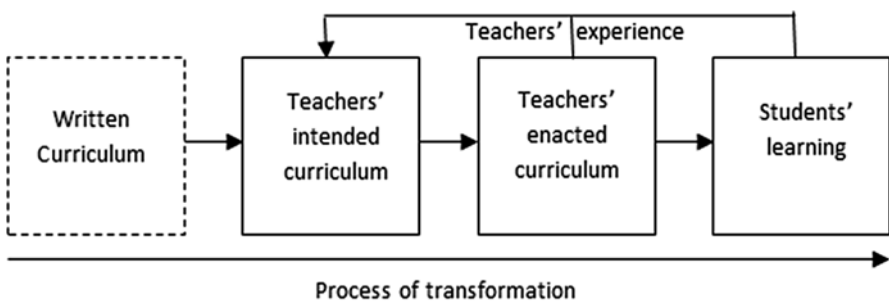 Teachers’ experience
Written
Curriculum
Teachers’
intended
curriculum
Teachers’
enacted
curriculum
Students’
learning
Process of transformation